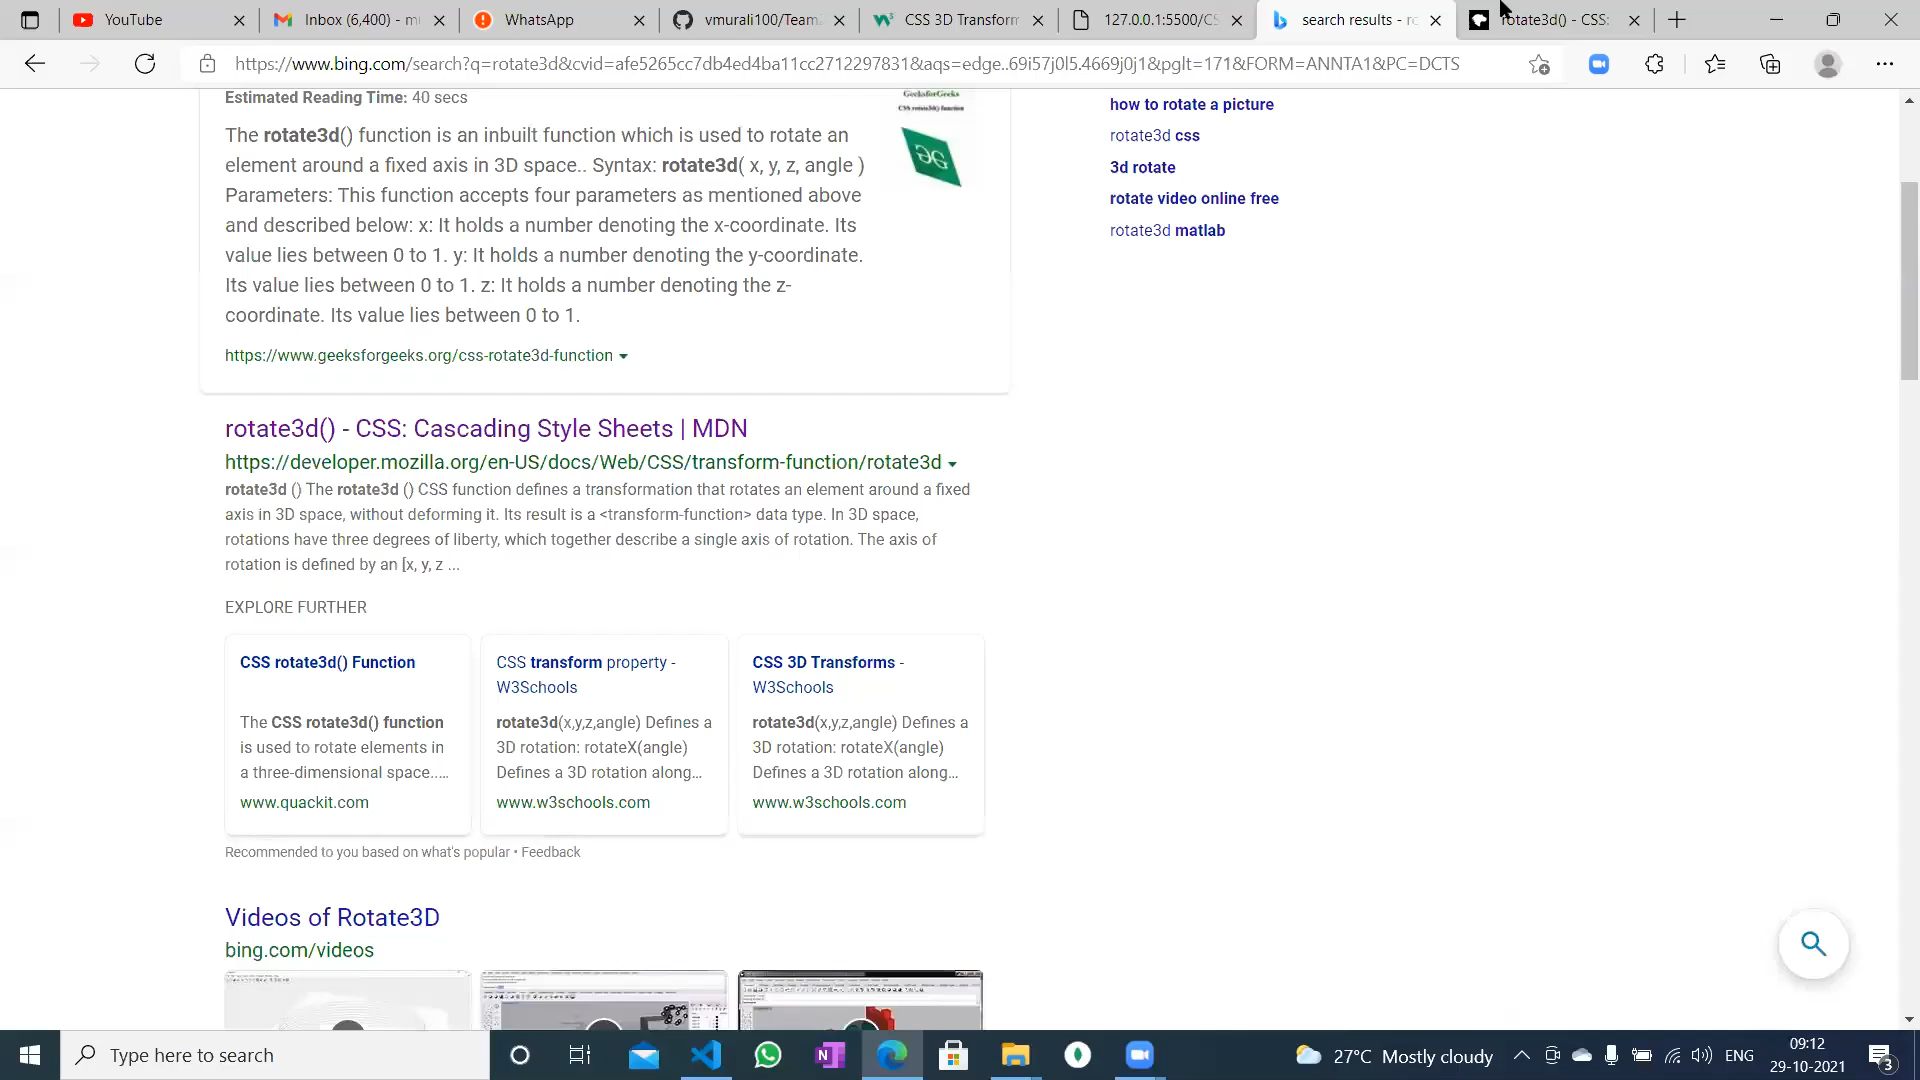 YouTube
Inbox (6,400) - m
WhatsApp
vmurali100/Team
CSS 3D Transform
127.0.0.1:5500/CS
search results - ro
rotate3d() - CSS:
https://www.bing.com/search?q=rotate3d&cvid=afe5265cc7db4ed4ba11cc2712297831&aqs=edge..69i57j0l5.4669j0j1&pglt=171&FORM=ANNTA1&PC=DCTS
Estimated Reading Time: 40 secs
The rotate3d() function is an inbuilt function which is used to rotate an
element around a fixed axis in 3D space.. Syntax: rotate3d( x, y, z, angle )
Parameters: This function accepts four parameters as mentioned above
and described below: x: It holds a number denoting the x-coordinate. Its
value lies between 0 to 1. y: It holds a number denoting the y-coordinate.
Its value lies between 0 to 1. z: It holds a number denoting the z-
coordinate. Its value lies between 0 to 1.
https://www.geeksforgeeks.org/css-rotate3d-function
GeeksforGeeks
CSS rotate3d() function
how to rotate a picture
rotate3d css
3d rotate
rotate video online free
rotate3d matlab
rotate3d() - CSS: Cascading Style Sheets | MDN
https://developer.mozilla.org/en-US/docs/Web/CSS/transform-function/rotate3d
rotate3d () The rotate3d () CSS function defines a transformation that rotates an element around a fixed
axis in 3D space, without deforming it. Its result is a <transform-function> data type. In 3D space,
rotations have three degrees of liberty, which together describe a single axis of rotation. The axis of
rotation is defined by an [x, y, z ...
EXPLORE FURTHER
CSS rotate3d() Function
The CSS rotate3d() function
is used to rotate elements in
a three-dimensional space.....
www.quackit.com
CSS transform property -
W3Schools
rotate3d(x,y,z,angle) Defines a
3D rotation: rotateX(angle)
Defines a 3D rotation along...
www.w3schools.com
CSS 3D Transforms -
W3Schools
rotate3d(x,y,z,angle) Defines a
3D rotation: rotateX(angle)
Defines a 3D rotation along...
www.w3schools.com
Recommended to you based on what's popular • Feedback
Videos of Rotate3D
bing.com/videos
Type here to search
27°C Mostly cloudy
ENG
09:12
29-10-2021
3